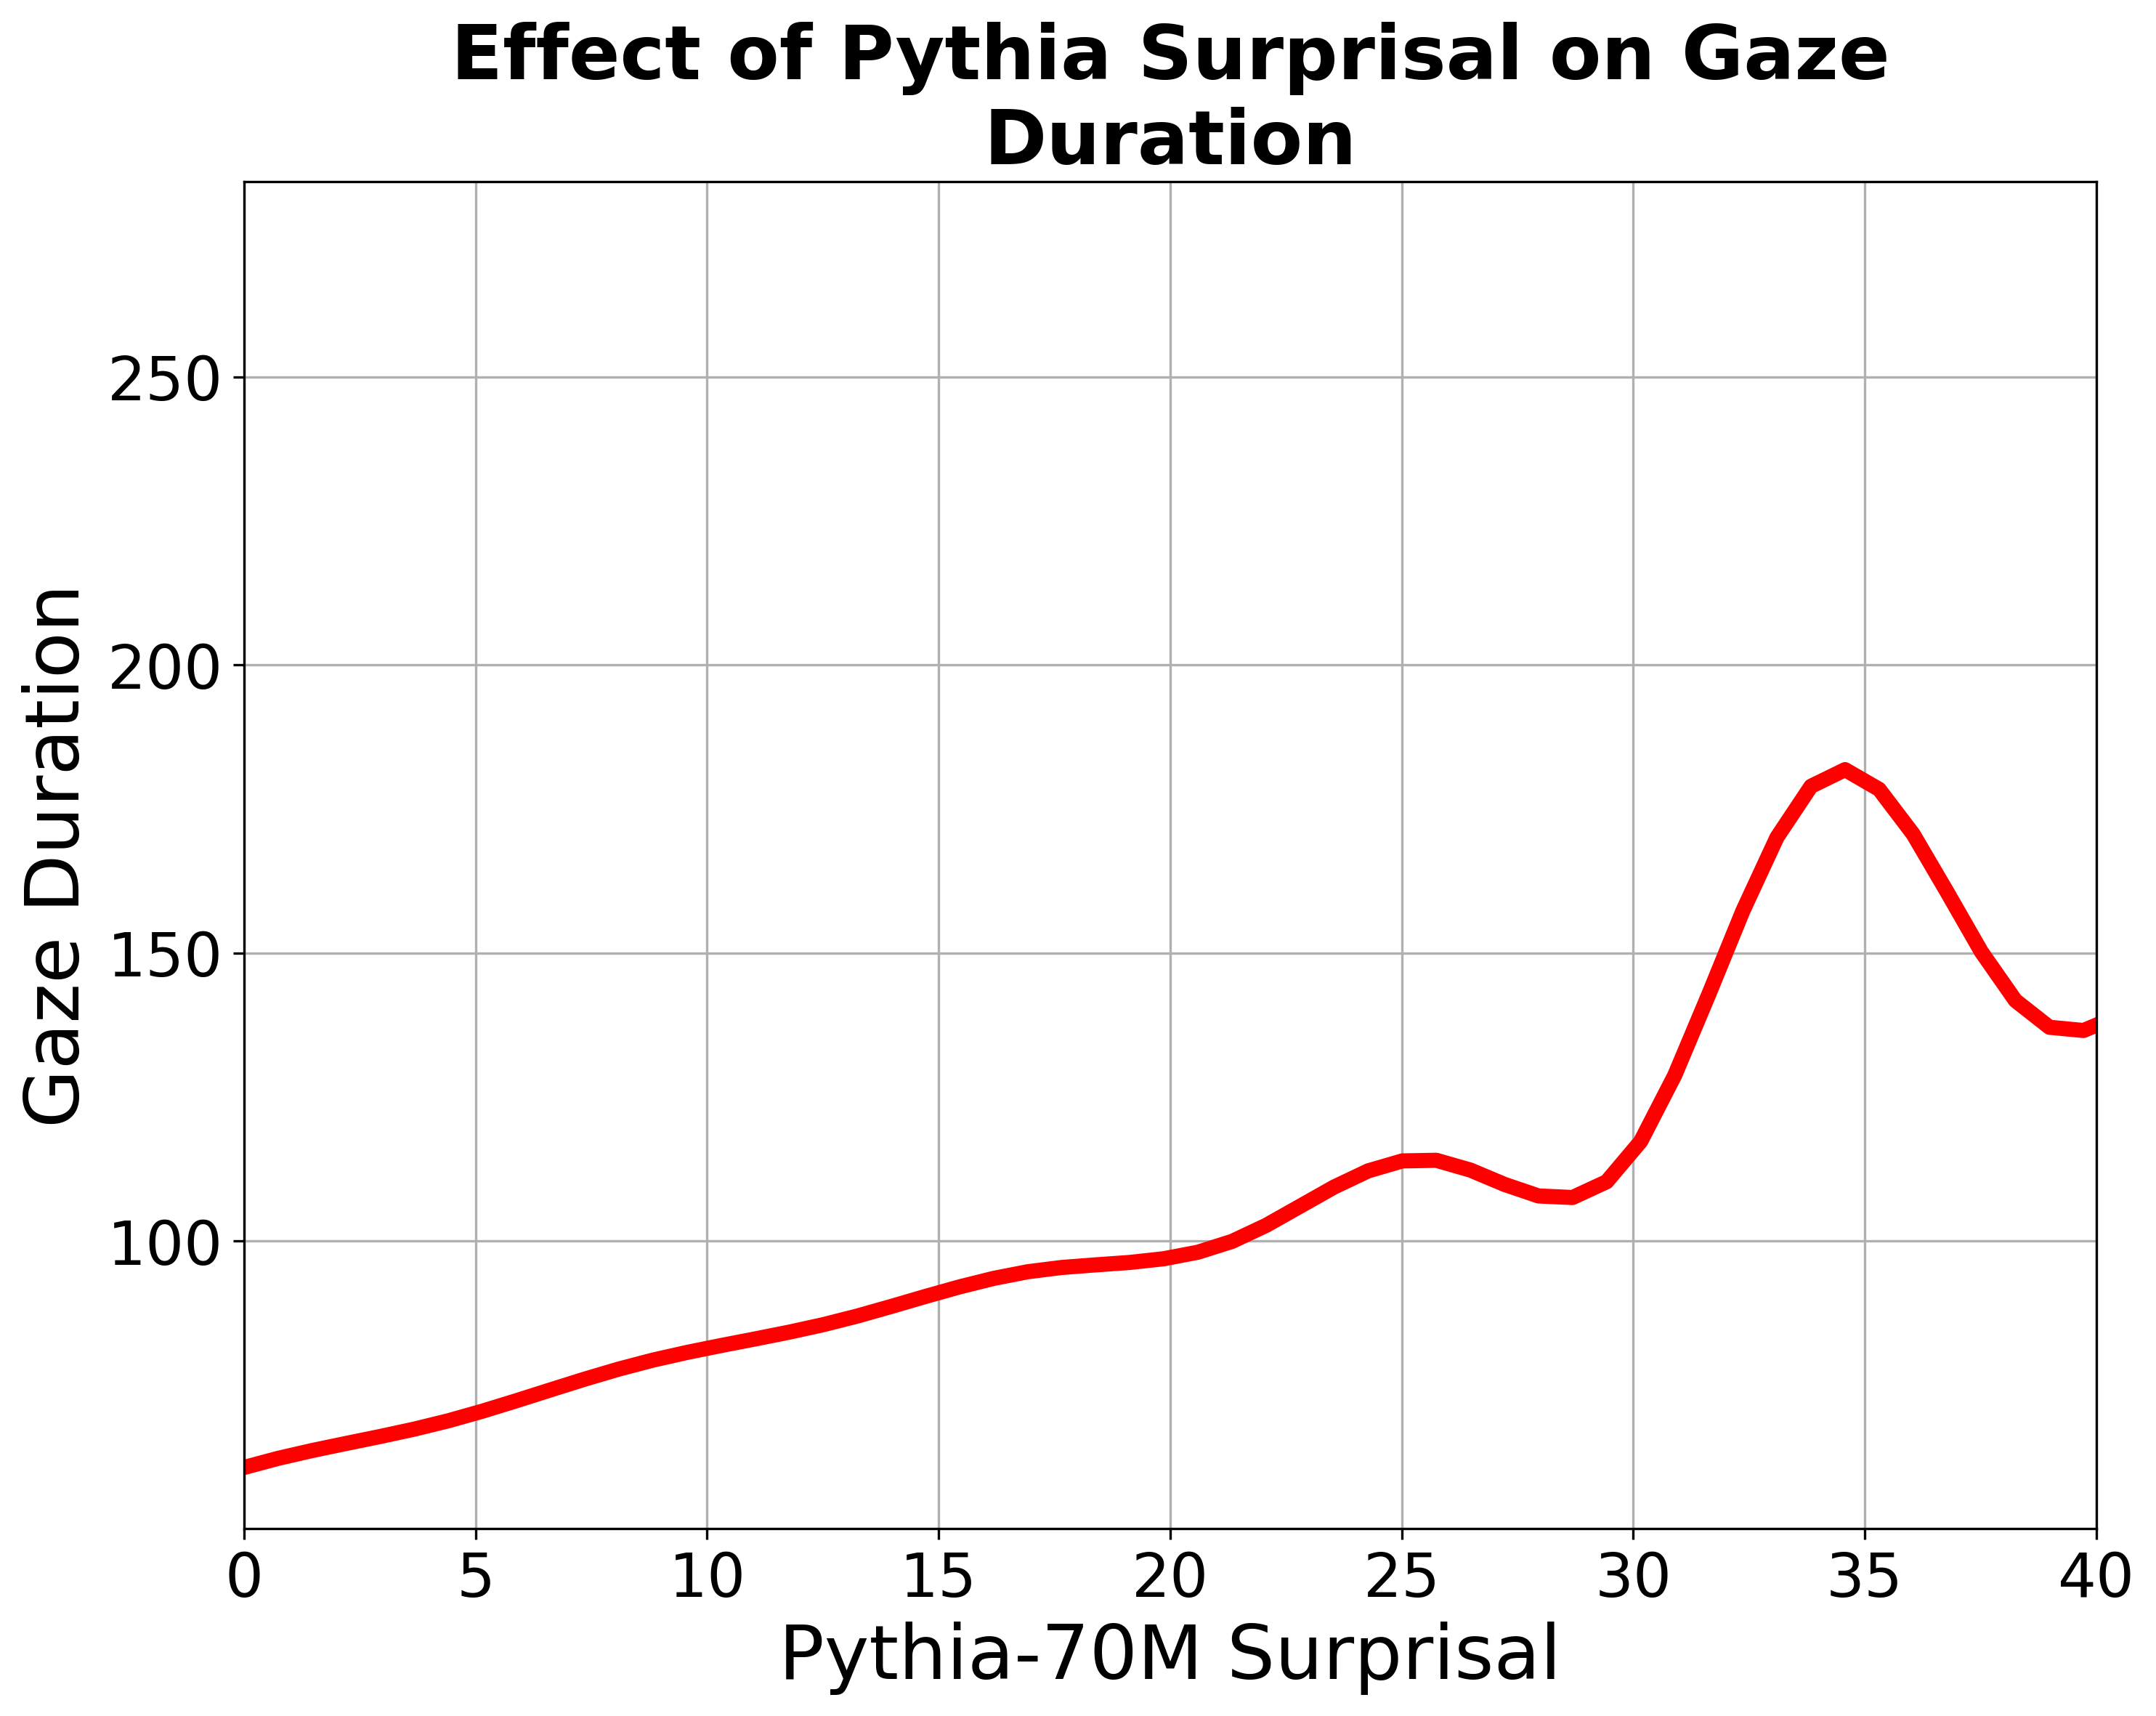 Effect of Pythia Surprisal on Gaze
Duration
Gaze Duration
250
200
150
100
0 5 10 15 20 25 30 35 40
Pythia-70M Surprisal